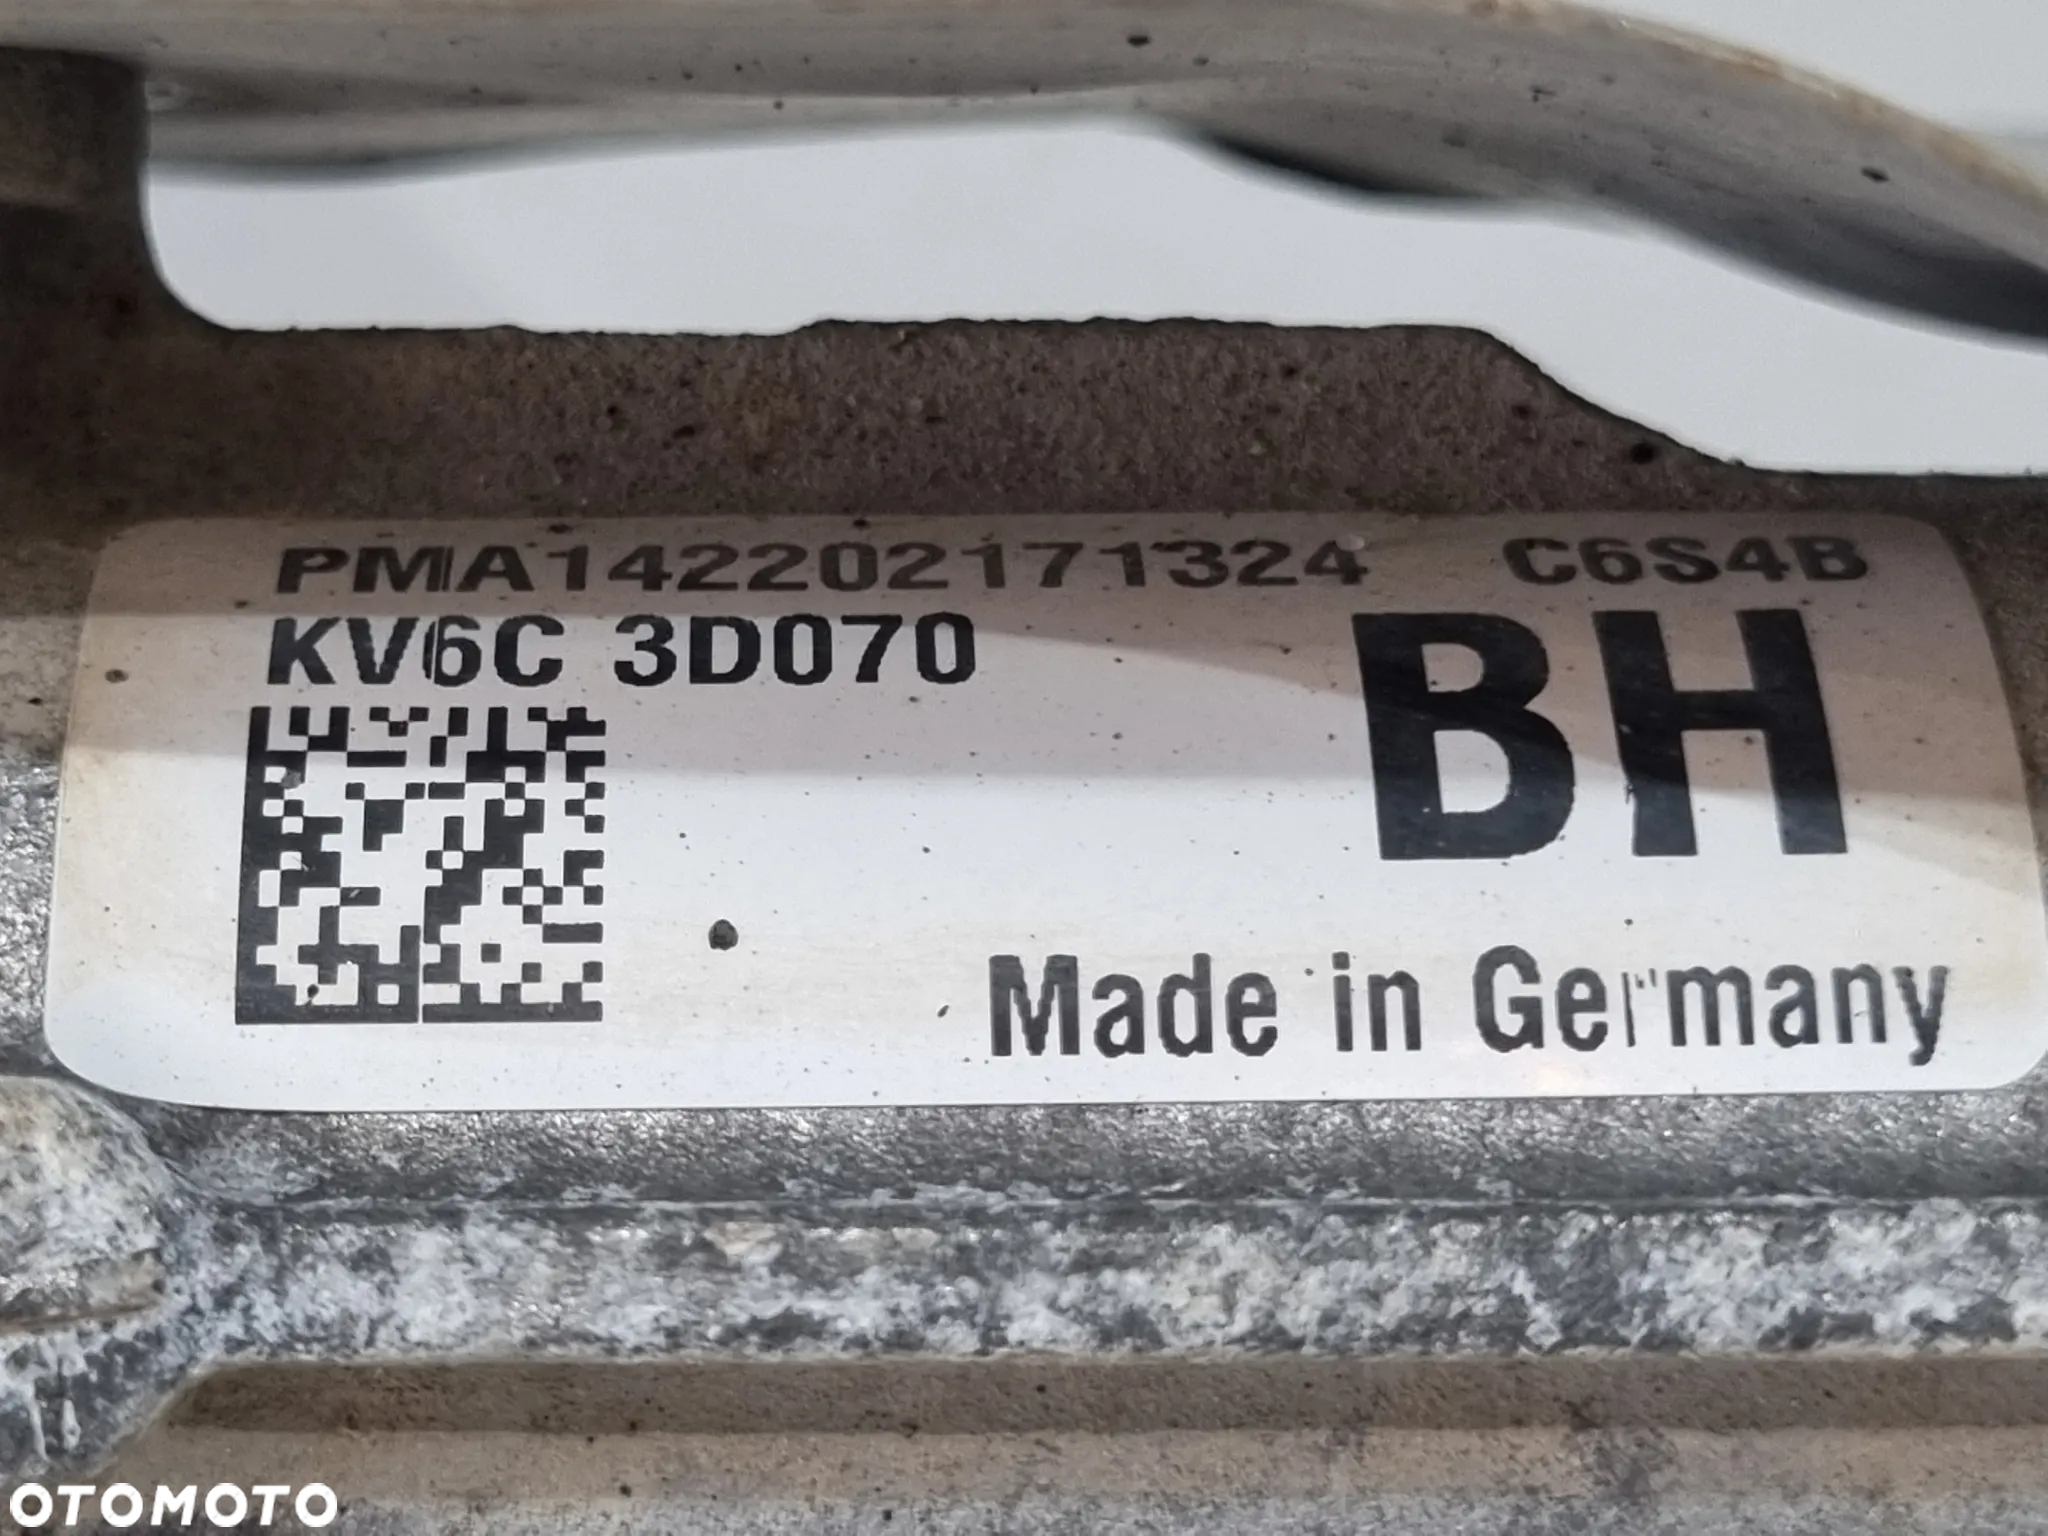 PMA142202171324 C6S4B
KV6C 3D070
BH
Made in Germany
OTOMOTO